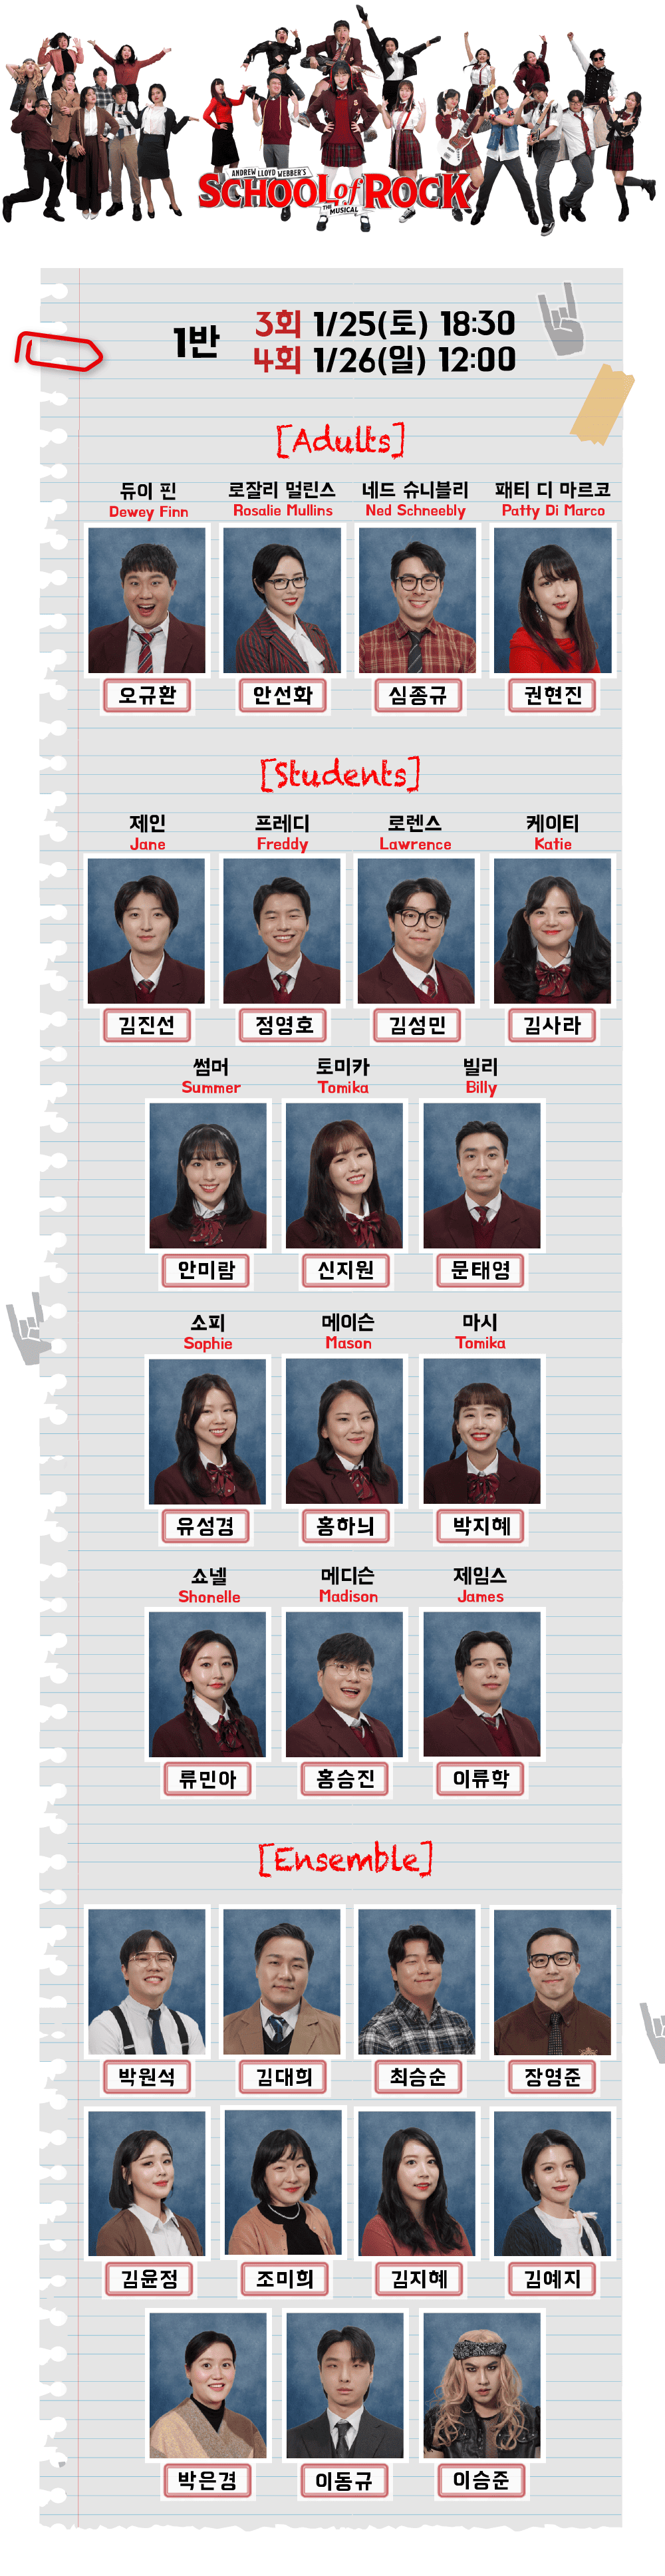 ANDREW LLOYD WEBBER'S
SCHOOL of ROCK
THE MUSICAL
1반
3회 1/25(토) 18:30
4회 1/26(일) 12:00
[Adults]
듀이 핀 로잘리 멀린스 네드 슈니블리 패티 디 마르코
Dewey Finn Rosalie Mullins Ned Schneebly Patty Di Marco
오규환 안선화 심종규 권현진
[Students]
제인 프레디 로렌스 케이티
Jane Freddy Lawrence Katie
김진선 정영호 김성민 김사라
썸머 토미카 빌리
Summer Tomika Billy
안미람 신지원 문태영
소피 메이슨 마시
Sophie Mason Tomika
유성경 홍하늬 박지혜
쇼넬 메디슨 제임스
Shonelle Madison James
류민아 홍승진 이류학
[Ensemble]
박원석 김대희 최승순 장영준
김윤정 조미희 김지혜 김예지
박은경 이동규 이승준